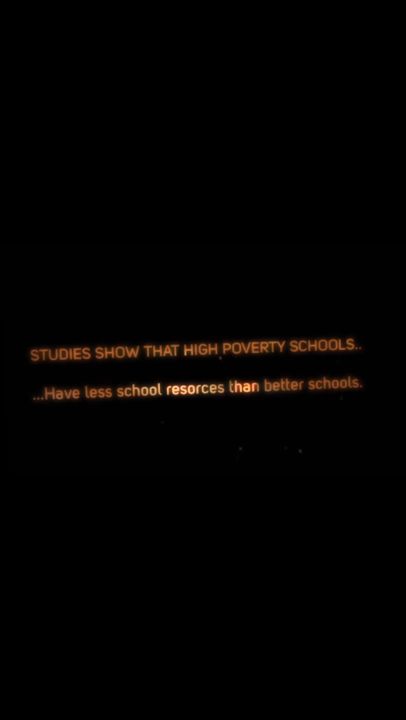 STUDIES SHOW THAT HIGH POVERTY SCHOOLS..
...Have less school resorces than better schools.